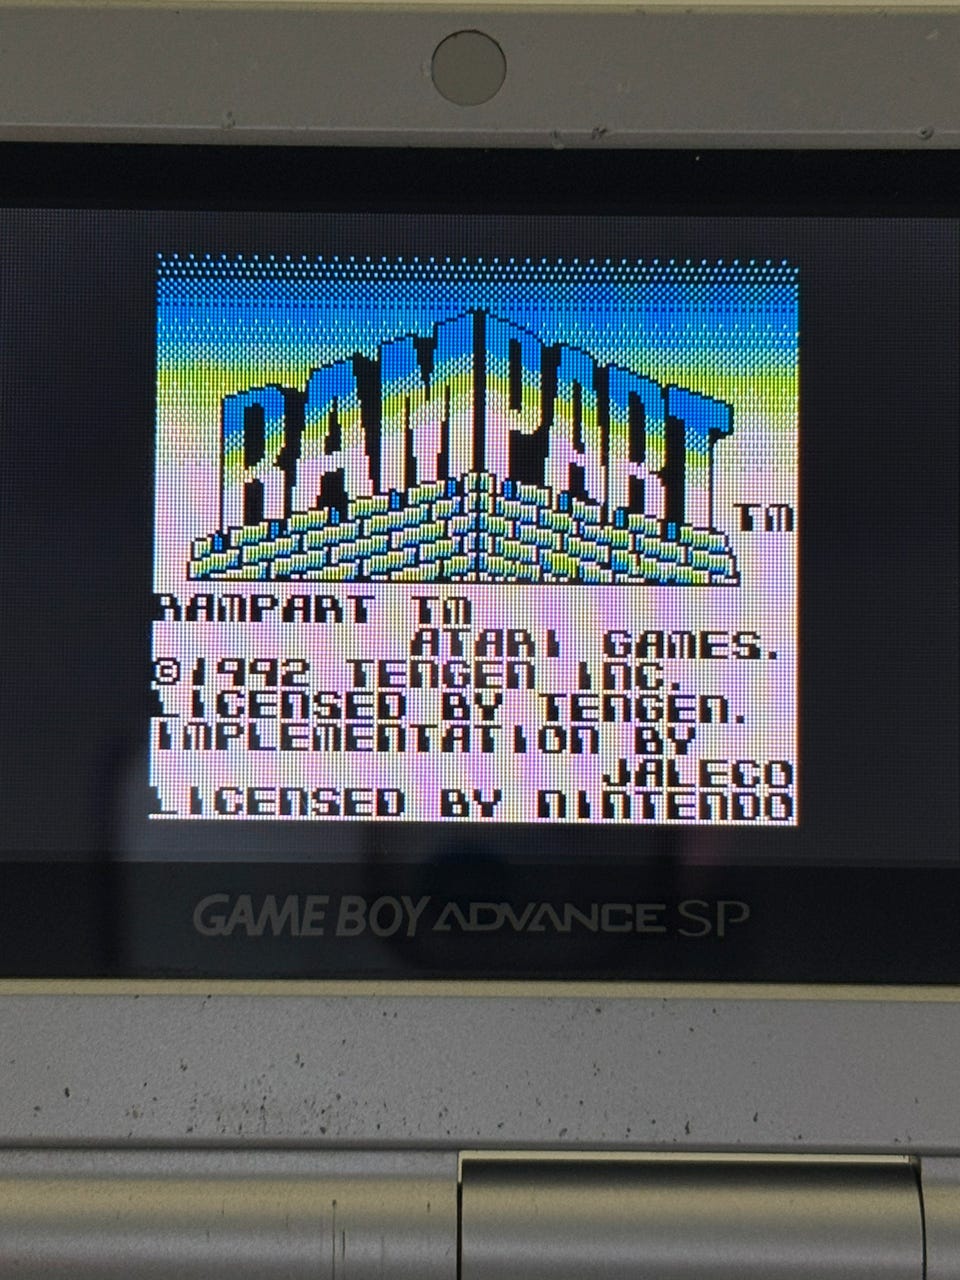 RAMPART
TM
RAMPART TM
ATARI GAMES.
©1992 TENGEN INC.
LICENSED BY TENGEN.
IMPLEMENTATION BY
JALECO
LICENSED BY NINTENDO
GAME BOY ADVANCE SP